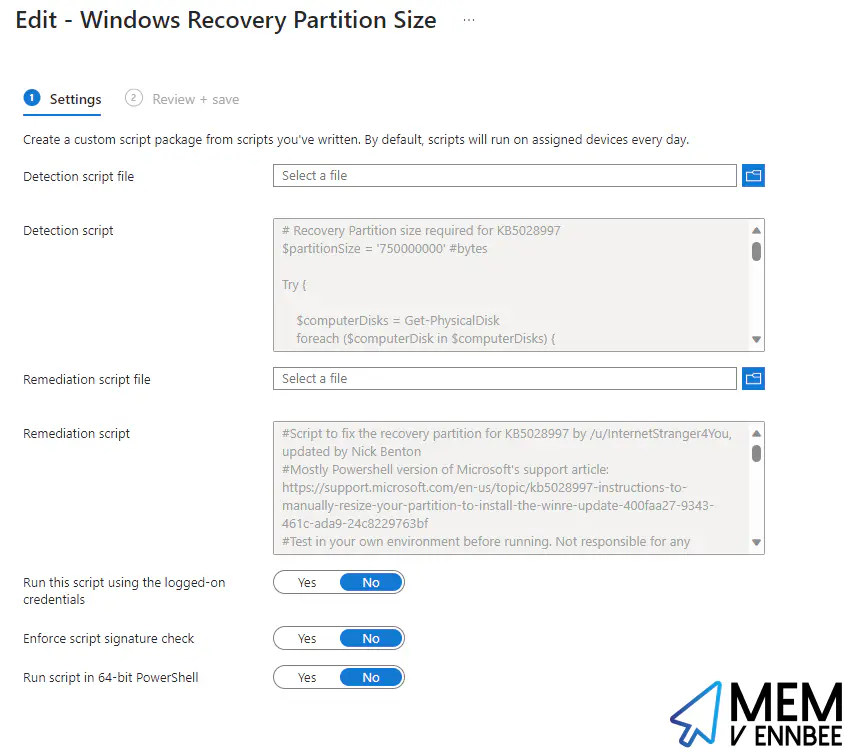 Edit - Windows Recovery Partition Size ...
1 Settings 2 Review + save
Create a custom script package from scripts you've written. By default, scripts will run on assigned devices every day.
Detection script file Select a file
Detection script
# Recovery Partition size required for KB5028997
$partitionSize = '750000000' #bytes
Try {
$computerDisks = Get-PhysicalDisk
foreach ($computerDisk in $computerDisks) {
Remediation script file Select a file
Remediation script
#Script to fix the recovery partition for KB5028997 by /u/InternetStranger4You,
updated by Nick Benton
#Mostly Powershell version of Microsoft's support article:
https://support.microsoft.com/en-us/topic/kb5028997-instructions-to-
manually-resize-your-partition-to-install-the-winre-update-400faa27-9343-
461c-ada9-24c8229763bf
#Test in your own environment before running. Not responsible for any
Run this script using the logged-on
credentials
Yes No
Enforce script signature check Yes No
Run script in 64-bit PowerShell Yes No
MEM
V ENNBEE